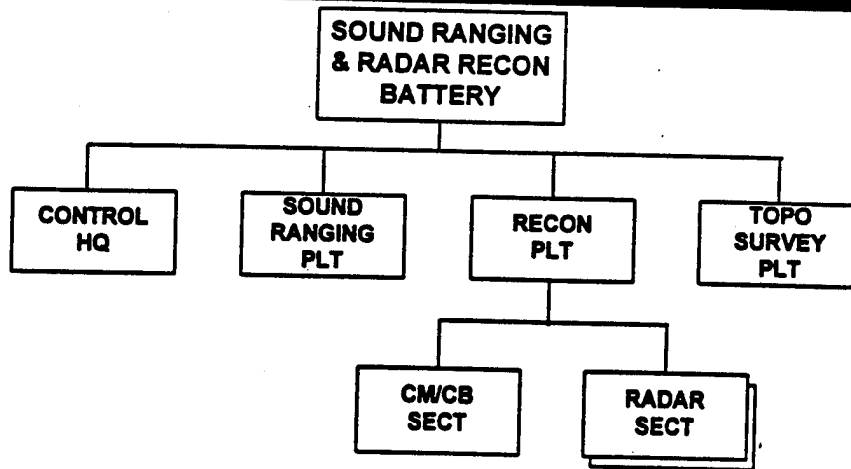 SOUND RANGING
& RADAR RECON
BATTERY
CONTROL
HQ
SOUND
RANGING
PLT
RECON
PLT
TOPO
SURVEY
PLT
CM/CB
SECT
RADAR
SECT